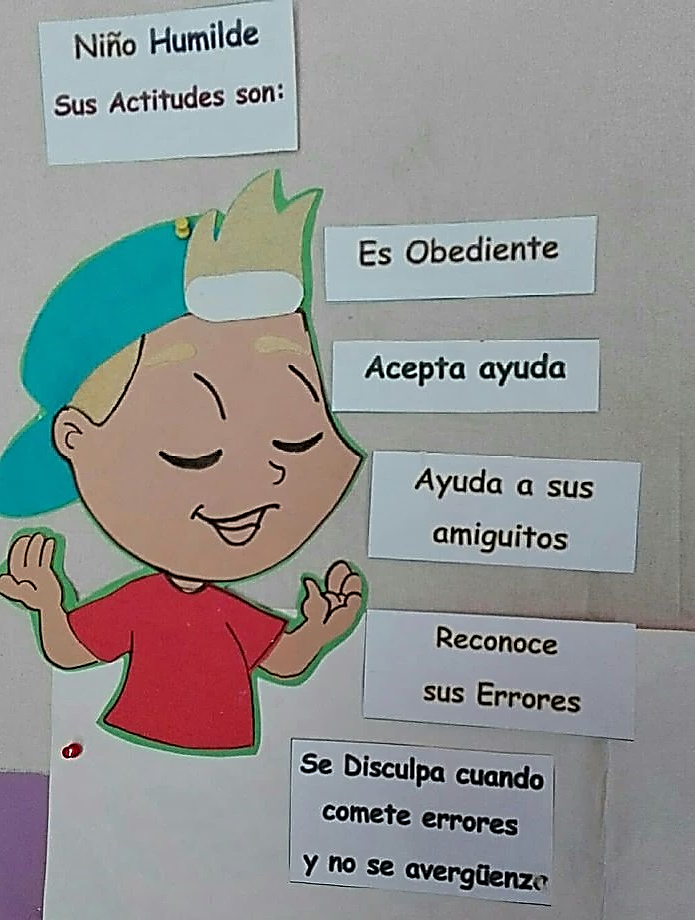 Niño Humilde
Sus Actitudes son:
Es Obediente
Acepta ayuda
Ayuda a sus
amiguitos
Reconoce
sus Errores
Se Disculpa cuando
comete errores
y no se avergüenza